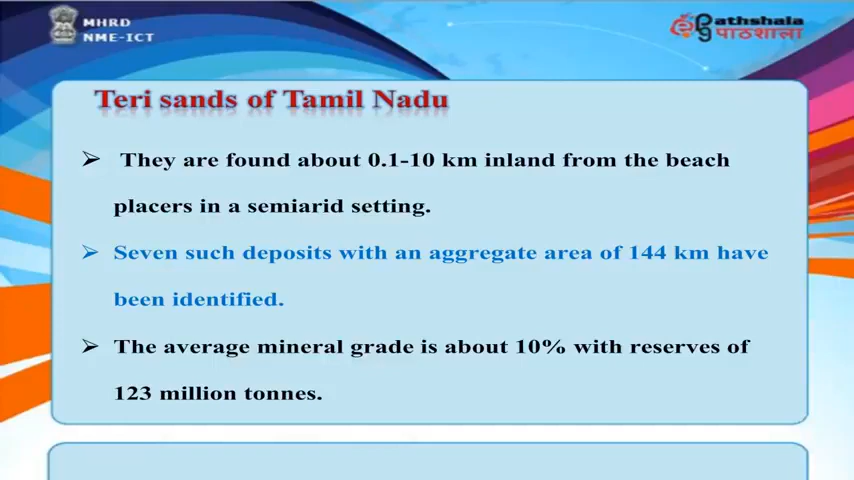 MHRD
NME-ICT
Pathshala
पाठशाला
Teri sands of Tamil Nadu
➢ They are found about 0.1-10 km inland from the beach
placers in a semiarid setting.
➢ Seven such deposits with an aggregate area of 144 km have
been identified.
➢ The average mineral grade is about 10% with reserves of
123 million tonnes.